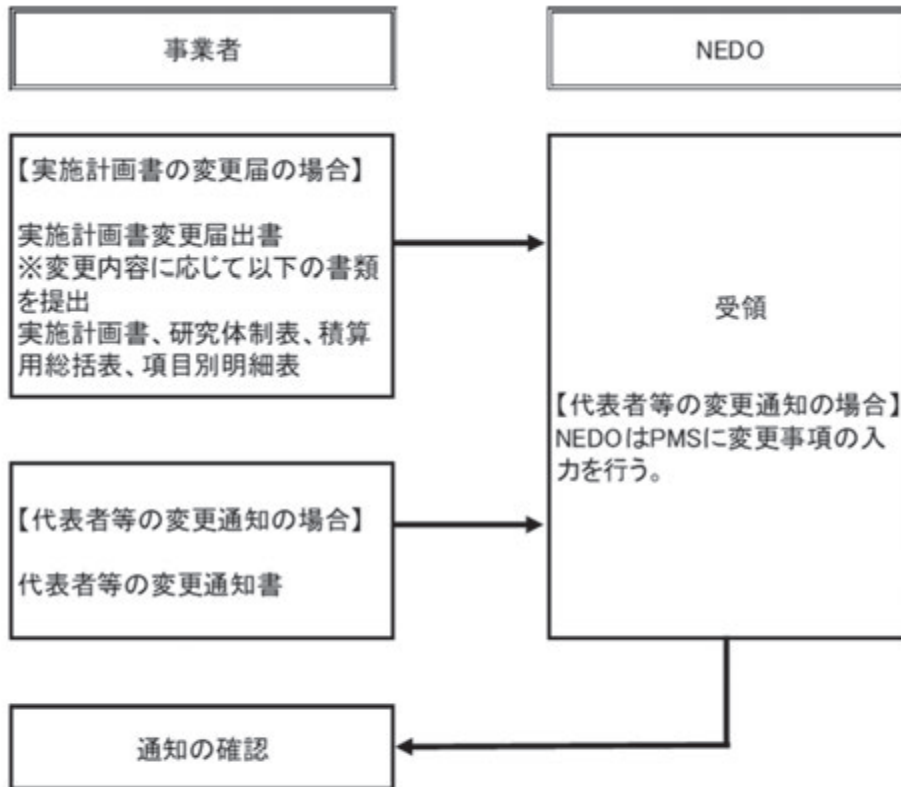 事業者
NEDO
【実施計画書の変更届の場合】
実施計画書変更届出書
※変更内容に応じて以下の書類
を提出
実施計画書、研究体制表、積算
用総括表、項目別明細表
受領
【代表者等の変更通知の場合】
NEDOはPMSに変更事項の入
力を行う。
【代表者等の変更通知の場合】
代表者等の変更通知書
通知の確認